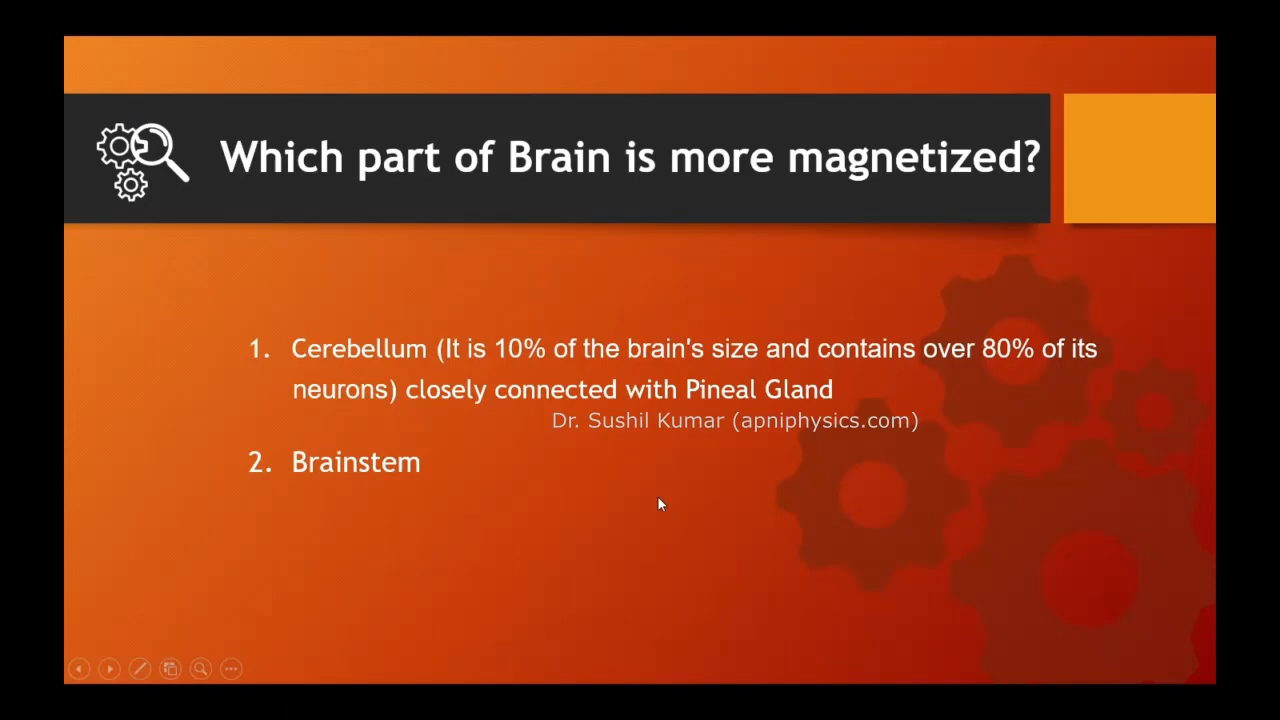 Which part of Brain is more magnetized?
1. Cerebellum (It is 10% of the brain's size and contains over 80% of its
neurons) closely connected with Pineal Gland
Dr. Sushil Kumar (apniphysics.com)
2. Brainstem